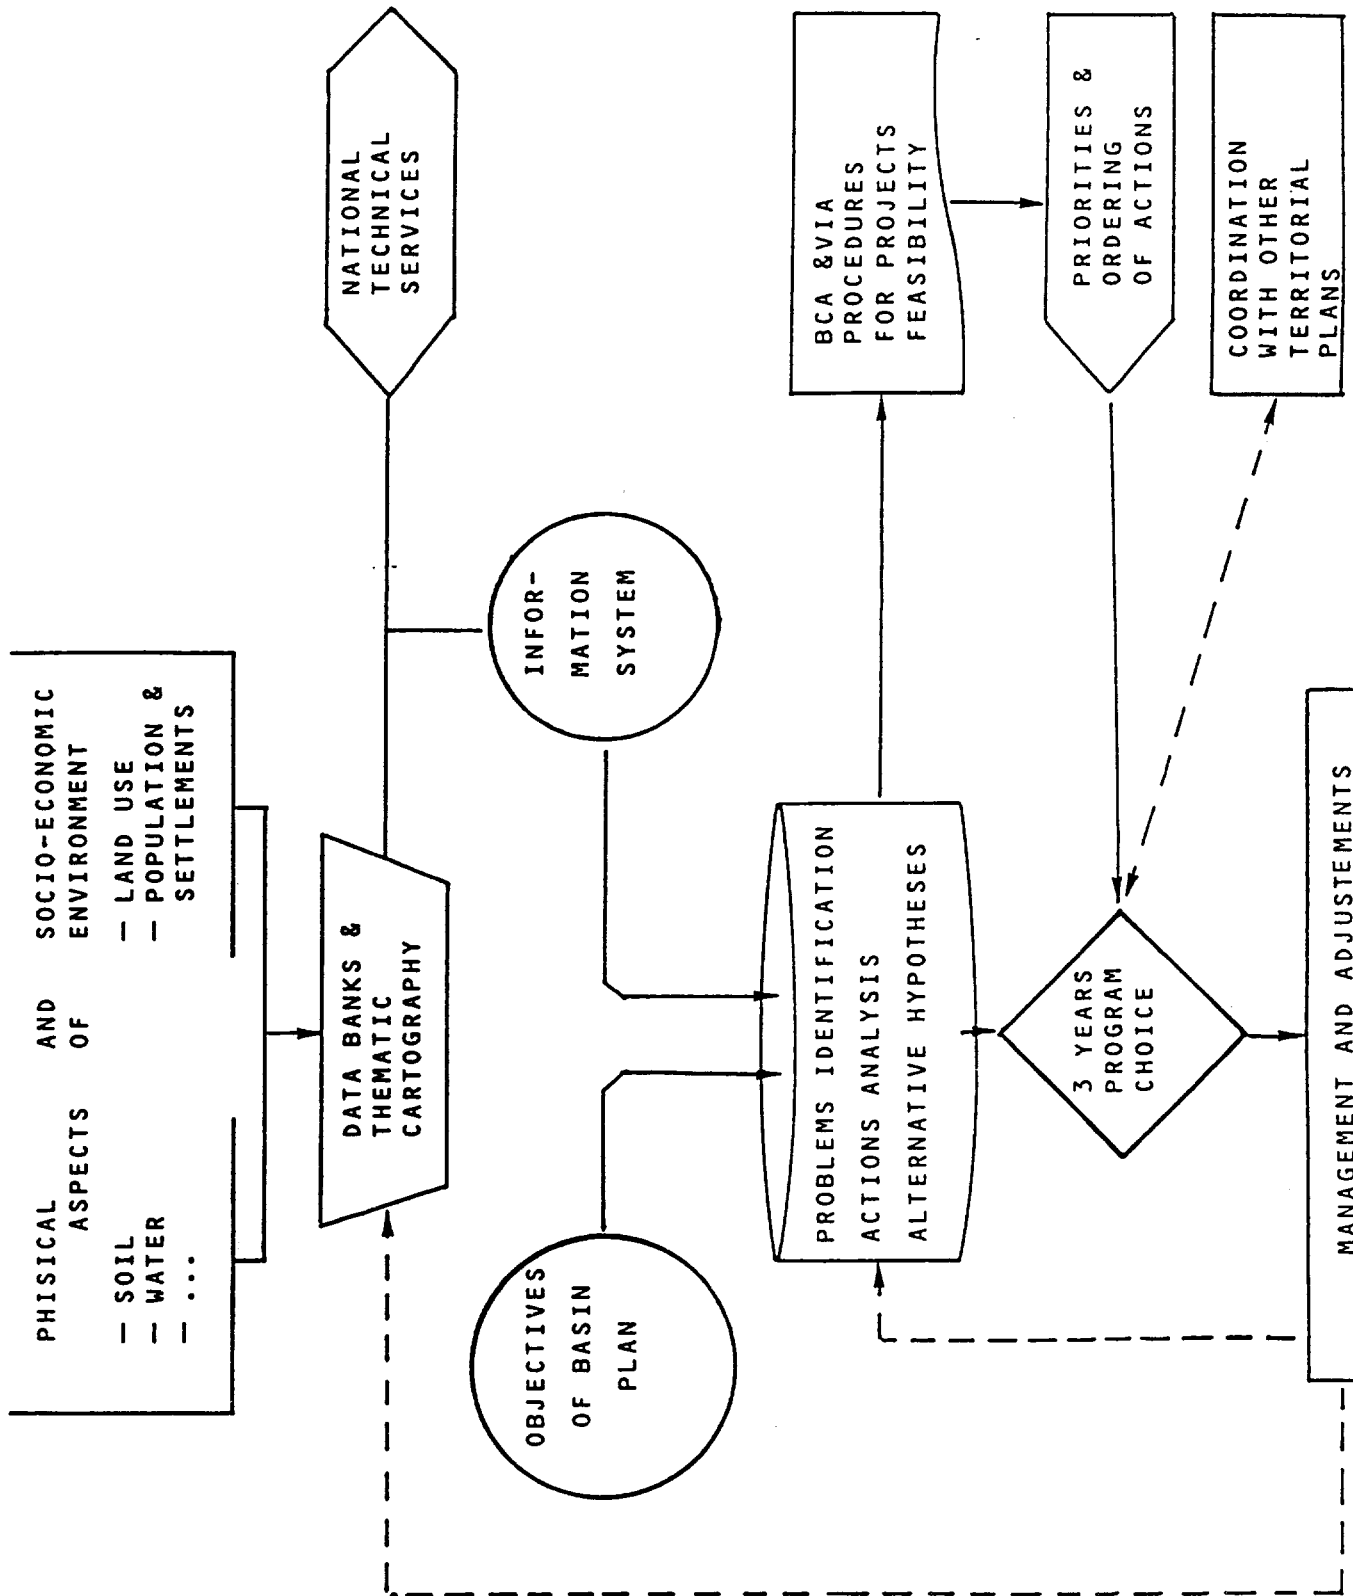 PHISICAL AND SOCIO-ECONOMIC
ASPECTS OF ENVIRONMENT
— SOIL
— WATER
— ...
— LAND USE
— POPULATION &
SETTLEMENTS
DATA BANKS &
THEMATIC
CARTOGRAPHY
NATIONAL
TECHNICAL
SERVICES
OBJECTIVES
OF BASIN
PLAN
INFOR-
MATION
SYSTEM
PROBLEMS IDENTIFICATION
ACTIONS ANALYSIS
ALTERNATIVE HYPOTHESES
BCA &VIA
PROCEDURES
FOR PROJECTS
FEASIBILITY
PRIORITIES &
ORDERING
OF ACTIONS
3 YEARS
PROGRAM
CHOICE
COORDINATION
WITH OTHER
TERRITORIAL
PLANS
MANAGEMENT AND ADJUSTEMENTS